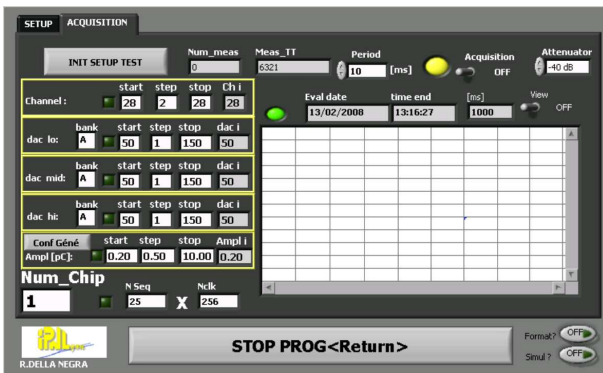 SETUP ACQUISITION
INIT SETUP TEST
Num_meas Meas_TT Period Acquisition Attenuator
0 6321 10 [ms] OFF -40 dB
start step stop Ch i
Channel : 28 2 28 28
Eval date time end [ms] View
13/02/2008 13:16:27 1000 OFF
bank start step stop dac i
dac lo: A 50 1 150 50
bank start step stop dac i
dac mid: A 50 1 150 50
bank start step stop dac i
dac hi: A 50 1 150 50
Conf Géné start step stop Ampl i
Ampl [pC]: 0.20 0.50 10.00 0.20
Num_Chip
N Seq Nclk
1 25 X 256
STOP PROG<Return>
Format? OFF
Simul ? OFF
R.DELLA NEGRA